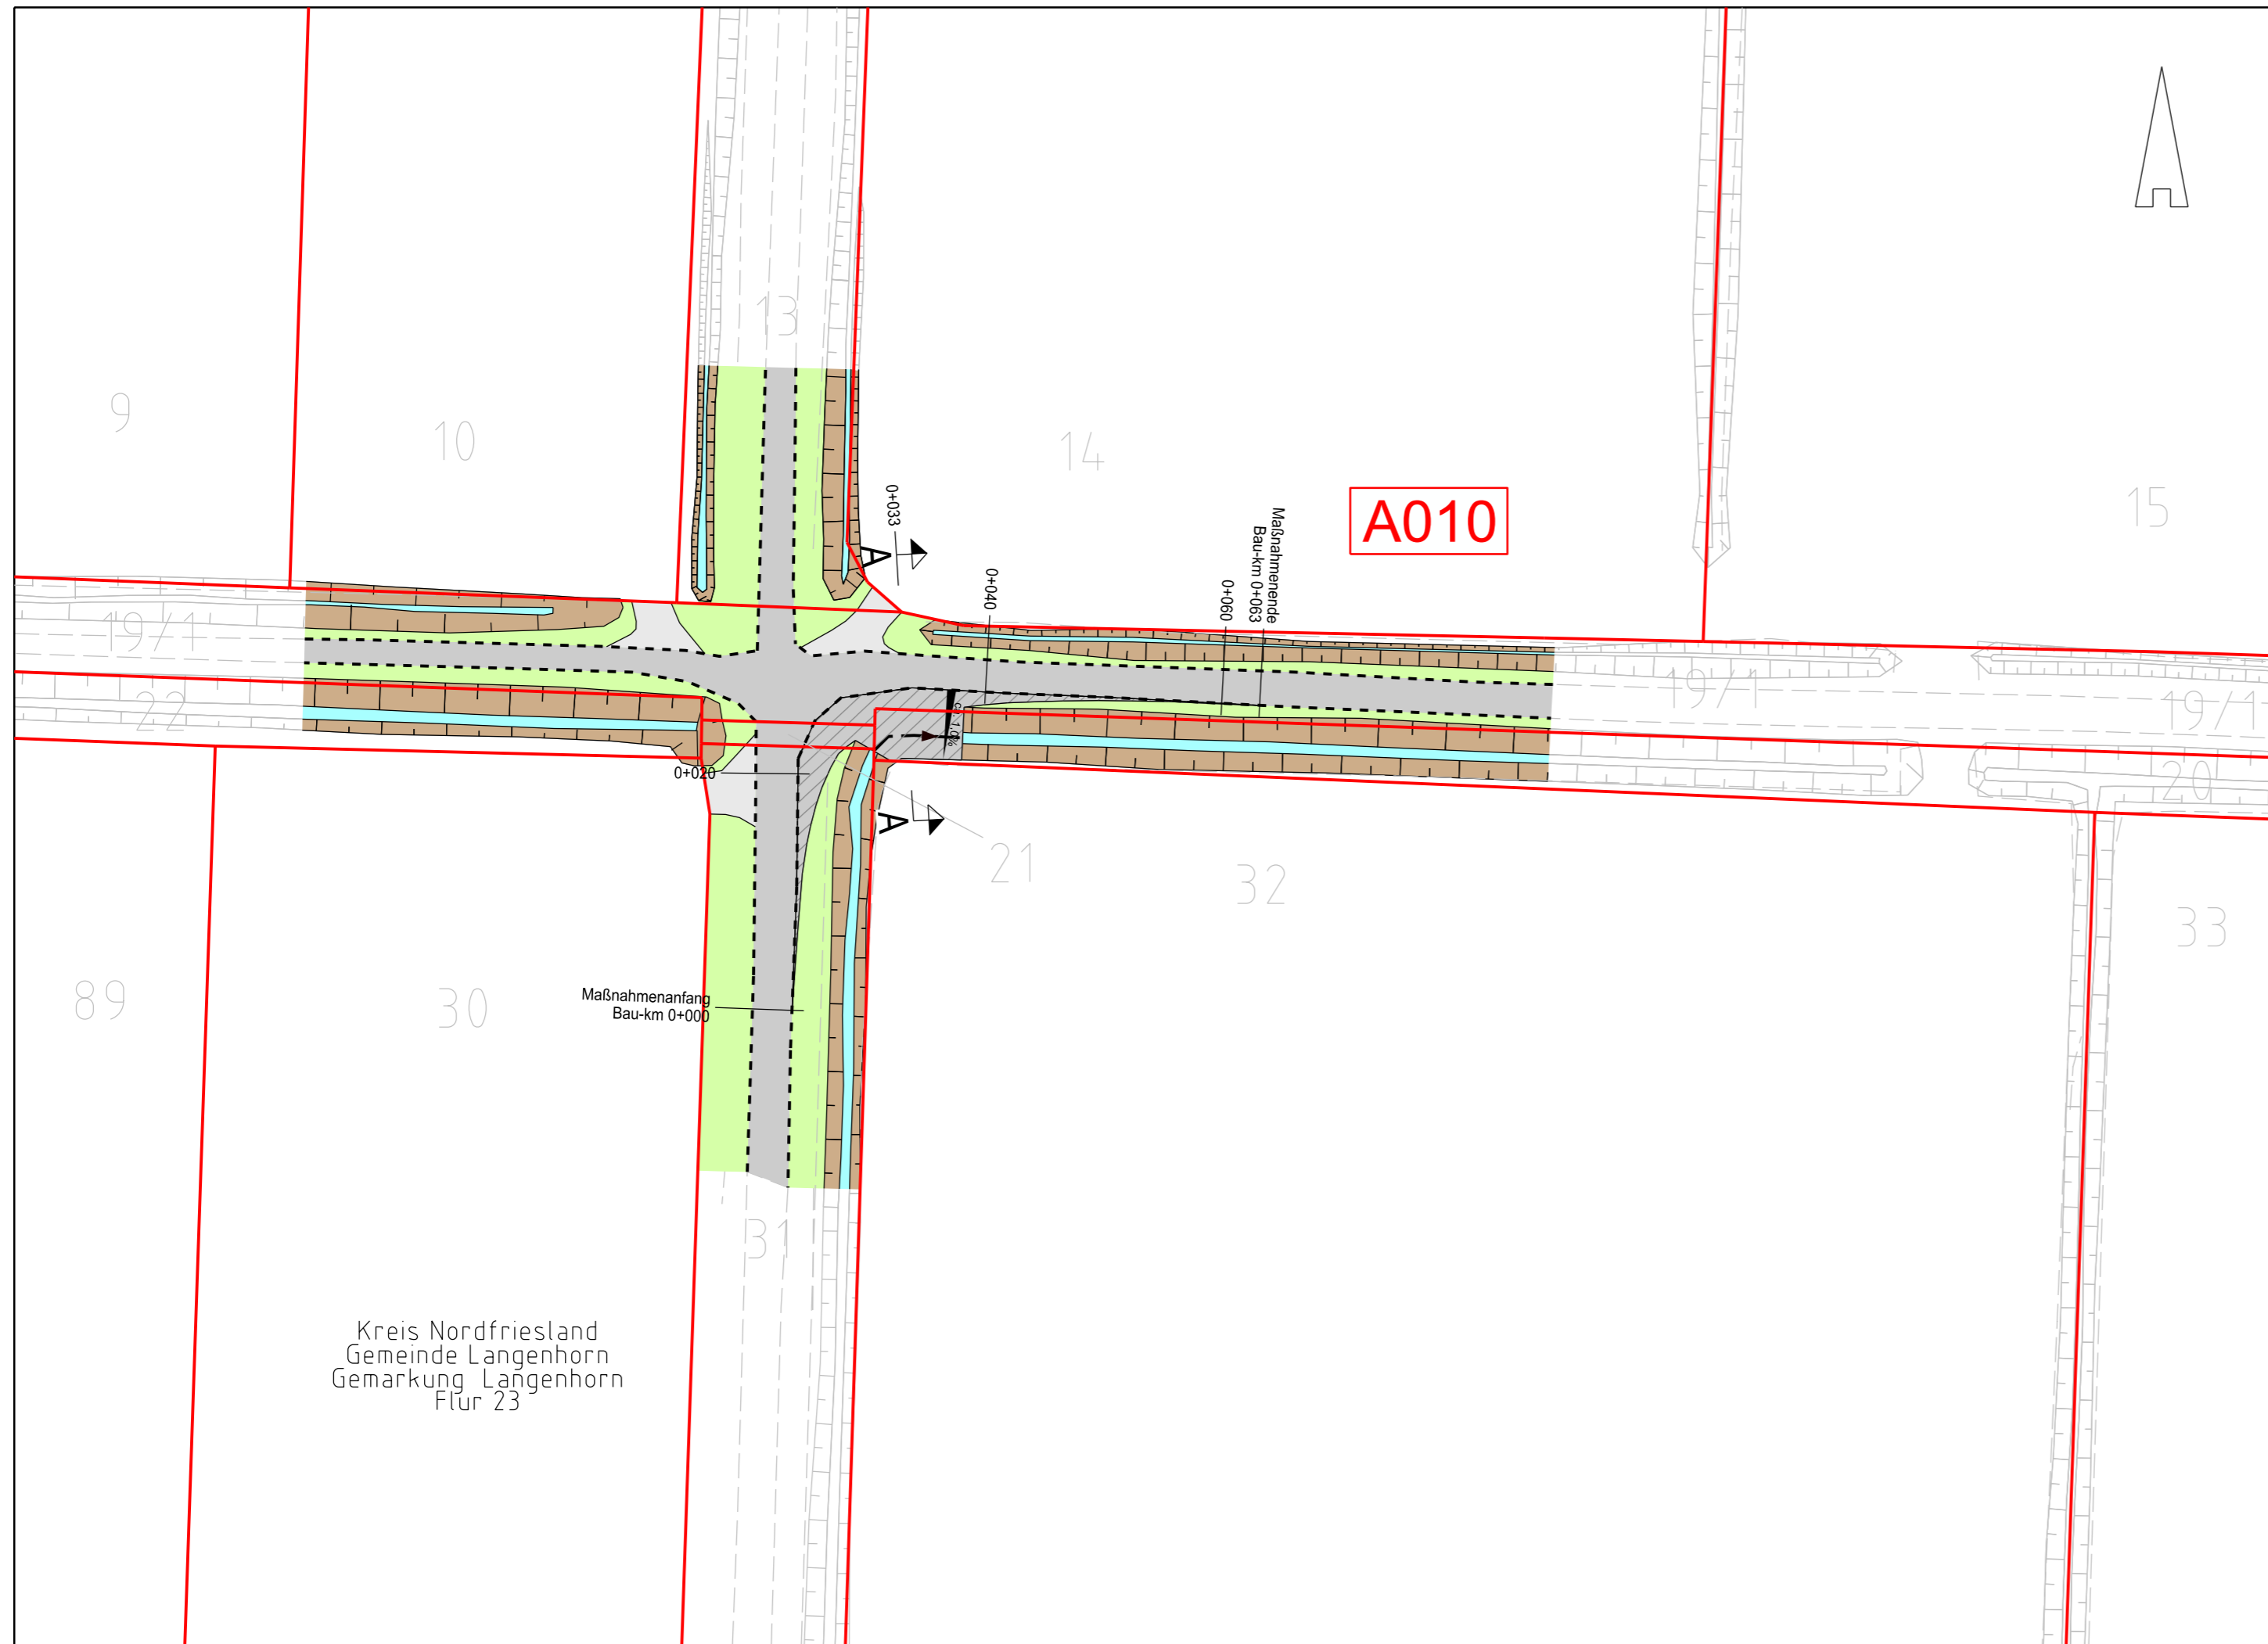 13
9
10
14
A010
15
0+033
A
Maßnahmenende
Bau-km 0+063
0+040
0+060
19/1
22
19/1
19/1
20
0+020
A
21
32
33
89
30
Maßnahmenanfang
Bau-km 0+000
31
Kreis Nordfriesland
Gemeinde Langenhorn
Gemarkung Langenhorn
Flur 23